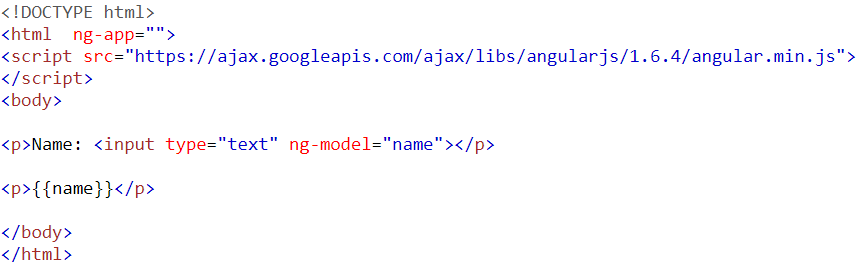 <!DOCTYPE html>
<html  ng-app="">
<script src="https://ajax.googleapis.com/ajax/libs/angularjs/1.6.4/angular.min.js">
</script>
<body>

<p>Name: <input type="text" ng-model="name"></p>

<p>{{name}}</p>

</body>
</html>